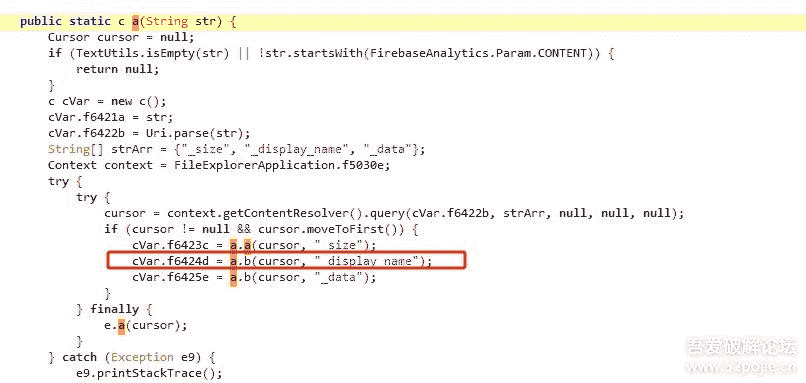 public static c a(String str) {
Cursor cursor = null;
if (TextUtils.isEmpty(str) || !str.startsWith(FirebaseAnalytics.Param.CONTENT)) {
return null;
}
c cVar = new c();
cVar.f6421a = str;
cVar.f6422b = Uri.parse(str);
String[] strArr = {"_size", "_display_name", "_data"};
Context context = FileExplorerApplication.f5030e;
try {
try {
cursor = context.getContentResolver().query(cVar.f6422b, strArr, null, null, null);
if (cursor != null && cursor.moveToFirst()) {
cVar.f6423c = a.a(cursor, "_size");
cVar.f6424d = a.b(cursor, "_display_name");
cVar.f6425e = a.b(cursor, "_data");
}
} finally {
e.a(cursor);
}
} catch (Exception e9) {
e9.printStackTrace();
吾爱破解论坛
www.52pojie.cn